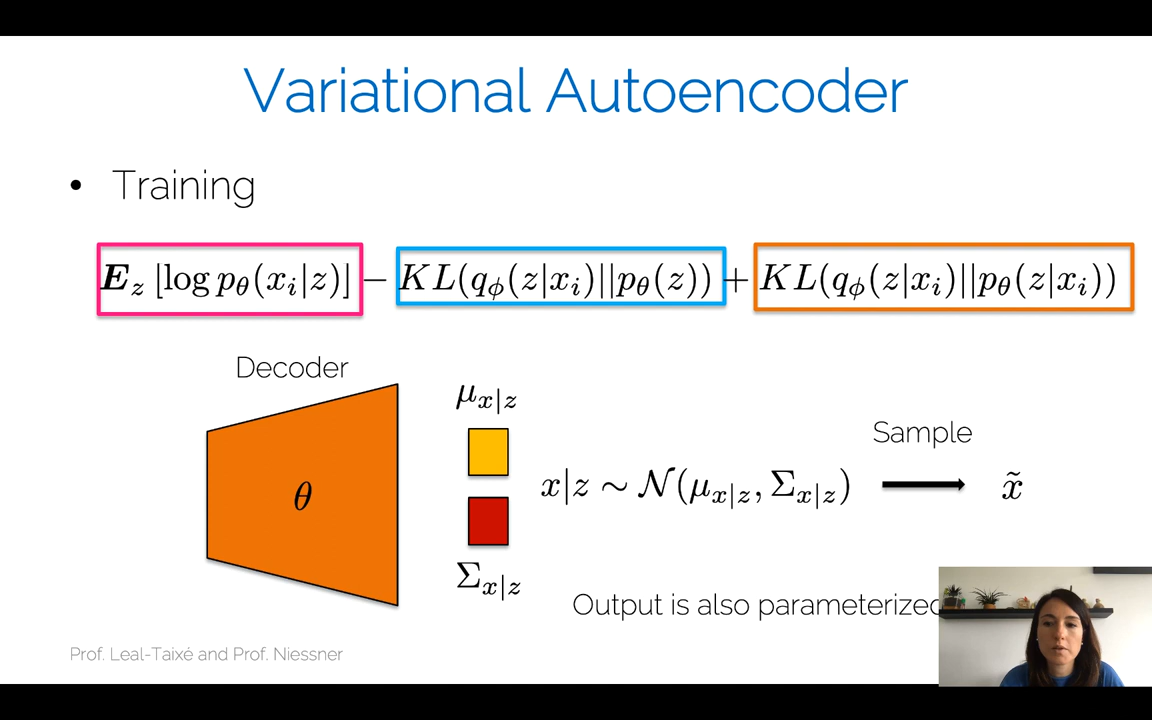 Variational Autoencoder
• Training
E_z [log p_θ(x_i|z)] − KL(q_ϕ(z|x_i)||p_θ(z)) + KL(q_ϕ(z|x_i)||p_θ(z|x_i))
Decoder
θ
μ_{x|z}
Σ_{x|z}
x|z ∼ 𝒩(μ_{x|z}, Σ_{x|z})
Sample
x̃
Output is also parameterized
Prof. Leal-Taixé and Prof. Niessner